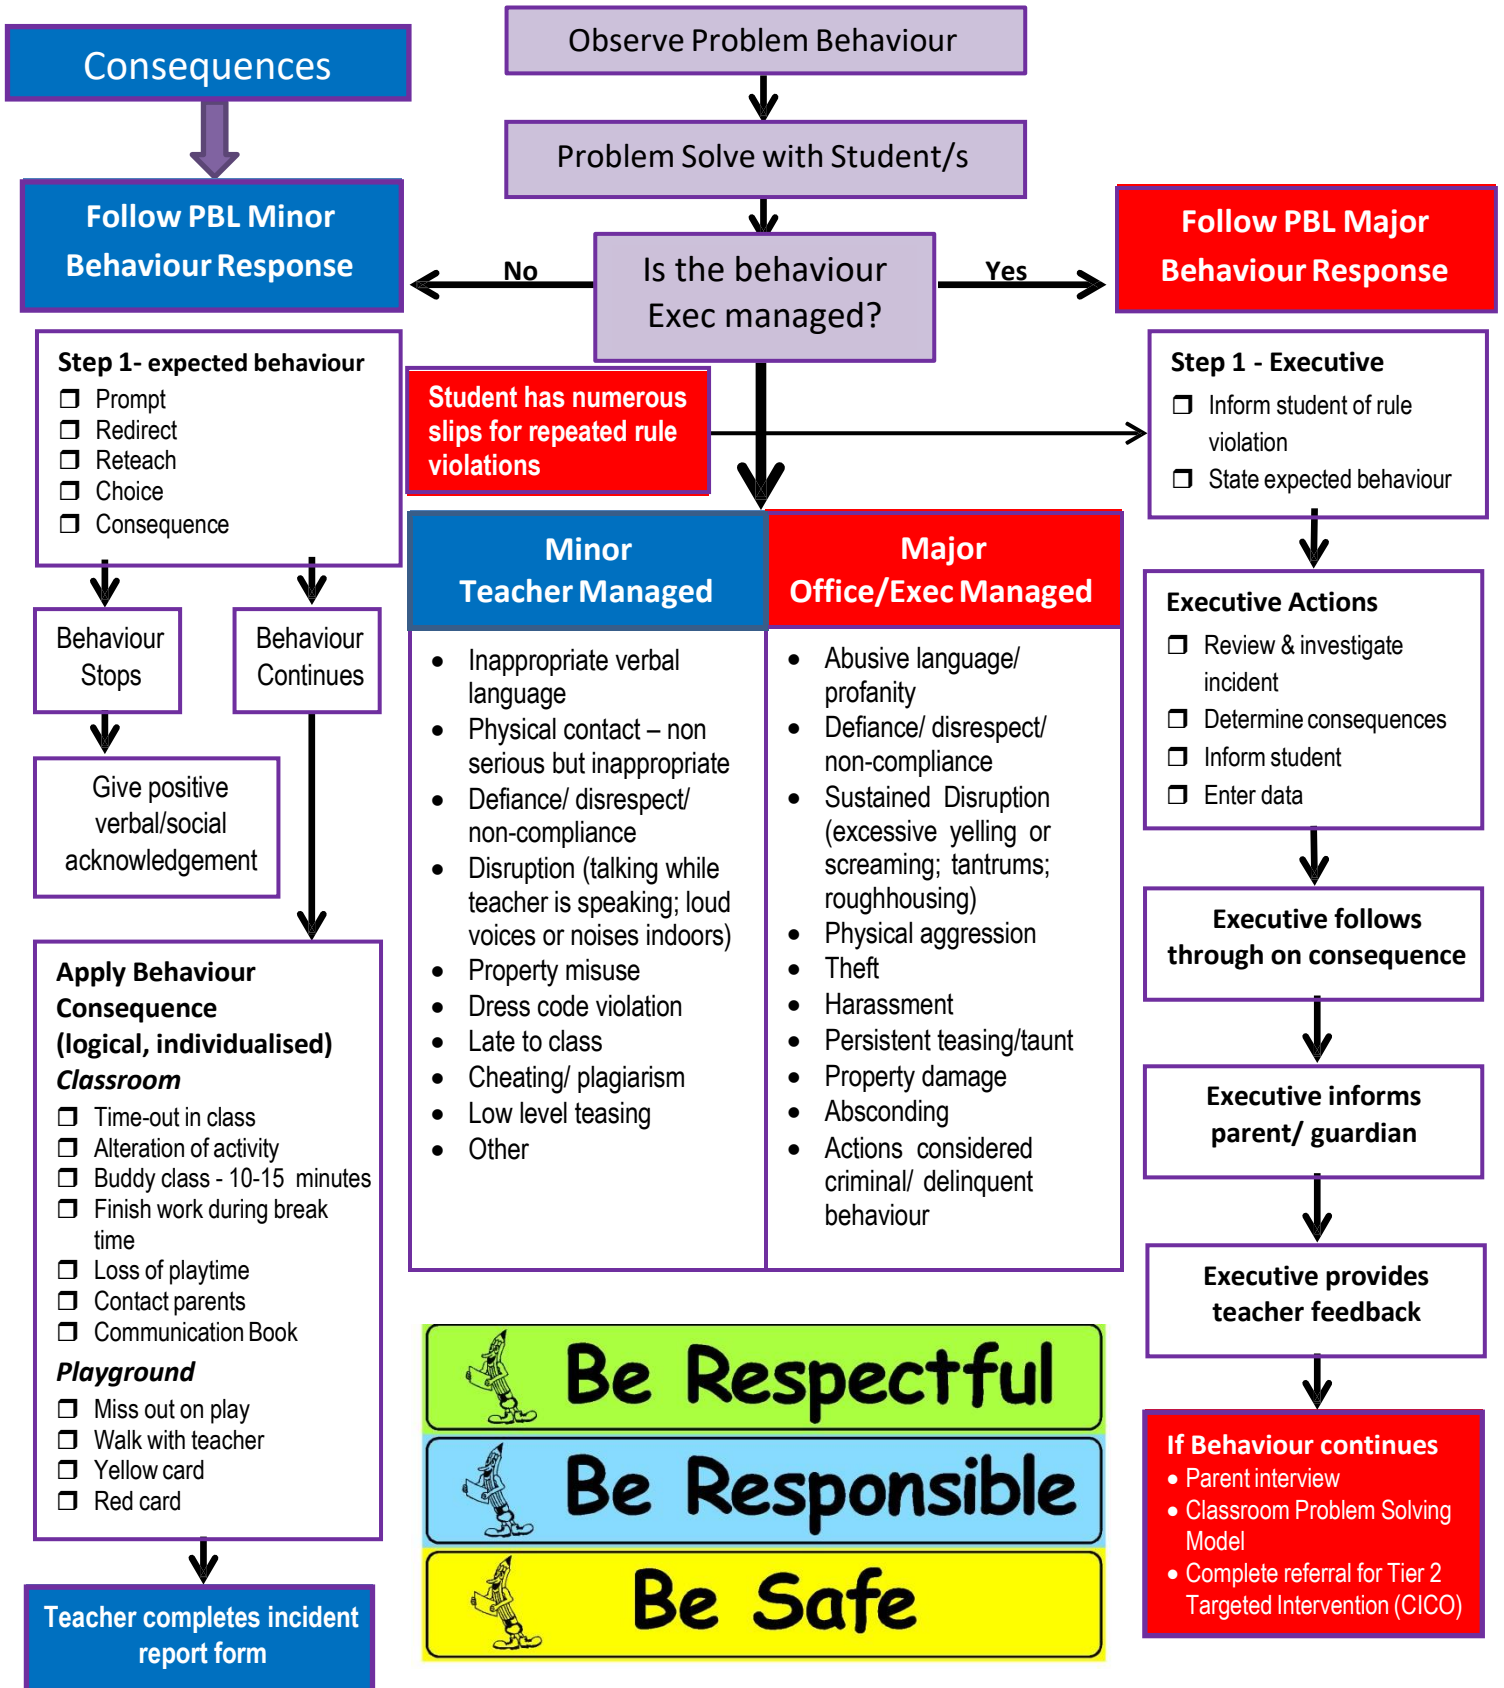 Consequences
Observe Problem Behaviour
Problem Solve with Student/s
Is the behaviour
Exec managed?
No
Yes
Follow PBL Minor
Behaviour Response
Step 1- expected behaviour
❒ Prompt
❒ Redirect
❒ Reteach
❒ Choice
❒ Consequence
Behaviour
Stops
Behaviour
Continues
Give positive
verbal/social
acknowledgement
Apply Behaviour
Consequence
(logical, individualised)
Classroom
❒ Time-out in class
❒ Alteration of activity
❒ Buddy class - 10-15 minutes
❒ Finish work during break
time
❒ Loss of playtime
❒ Contact parents
❒ Communication Book
Playground
❒ Miss out on play
❒ Walk with teacher
❒ Yellow card
❒ Red card
Teacher completes incident
report form
Student has numerous
slips for repeated rule
violations
Minor
Teacher Managed
• Inappropriate verbal
language
• Physical contact – non
serious but inappropriate
• Defiance/ disrespect/
non-compliance
• Disruption (talking while
teacher is speaking; loud
voices or noises indoors)
• Property misuse
• Dress code violation
• Late to class
• Cheating/ plagiarism
• Low level teasing
• Other
Major
Office/Exec Managed
• Abusive language/
profanity
• Defiance/ disrespect/
non-compliance
• Sustained Disruption
(excessive yelling or
screaming; tantrums;
roughhousing)
• Physical aggression
• Theft
• Harassment
• Persistent teasing/taunt
• Property damage
• Absconding
• Actions considered
criminal/ delinquent
behaviour
Be Respectful
Be Responsible
Be Safe
Follow PBL Major
Behaviour Response
Step 1 - Executive
❒ Inform student of rule
violation
❒ State expected behaviour
Executive Actions
❒ Review & investigate
incident
❒ Determine consequences
❒ Inform student
❒ Enter data
Executive follows
through on consequence
Executive informs
parent/ guardian
Executive provides
teacher feedback
If Behaviour continues
• Parent interview
• Classroom Problem Solving
Model
• Complete referral for Tier 2
Targeted Intervention (CICO)